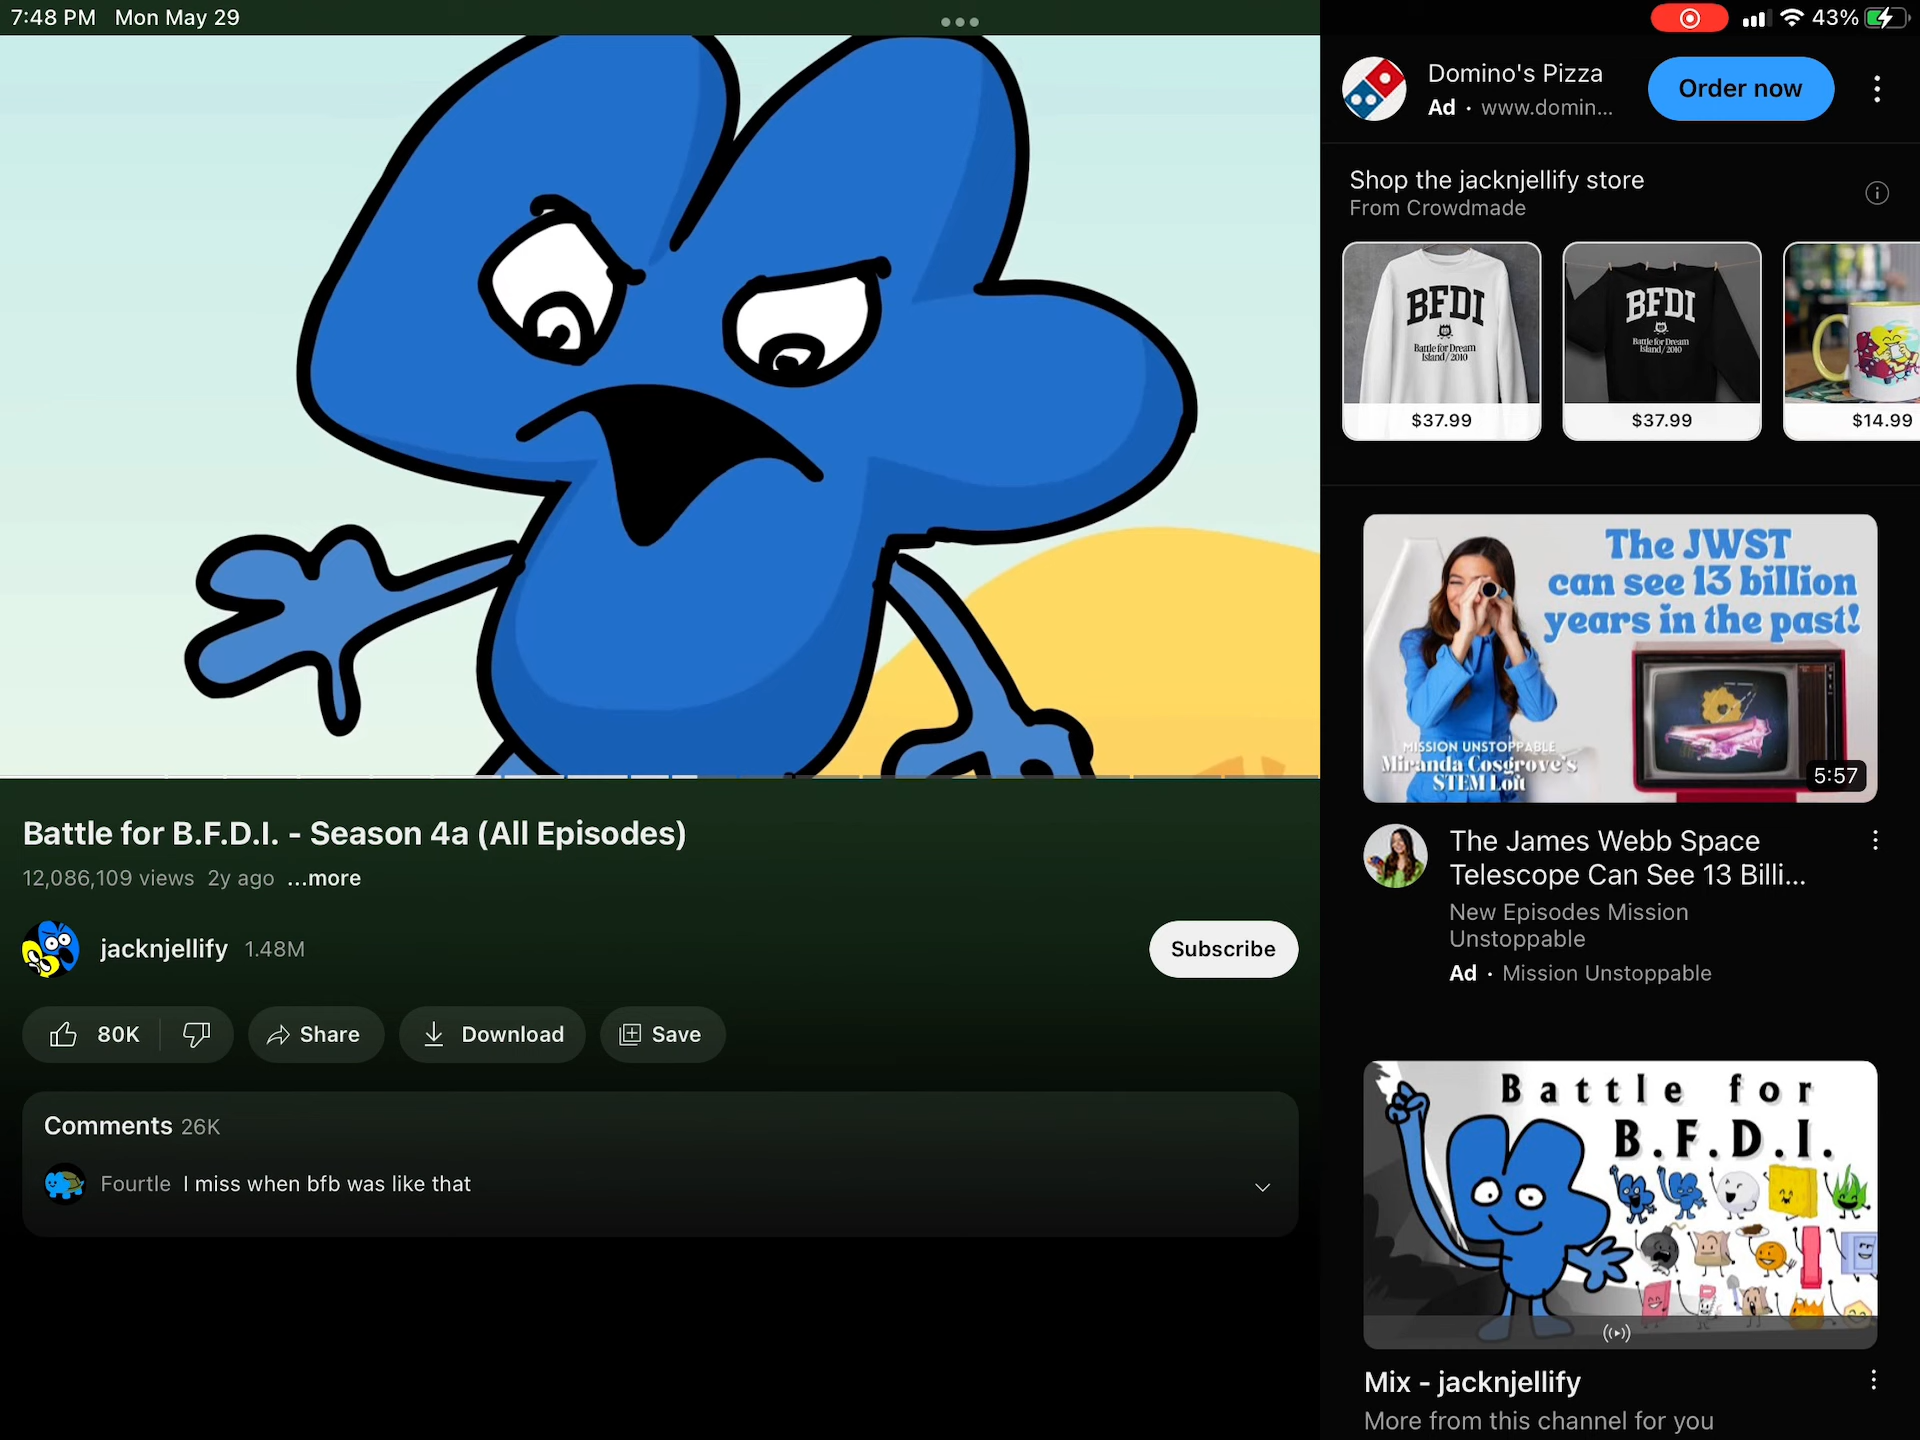 7:48 PM Mon May 29
43%
Domino's Pizza
Ad · www.domin...
Order now
Shop the jacknjellify store
From Crowdmade
BFDI
Battle for Dream
Island/2010
$37.99
BFDI
Battle for Dream
Island/2010
$37.99
$14.99
The JWST
can see 13 billion
years in the past!
MISSION UNSTOPPABLE
Miranda Cosgrove's
STEM Loft
5:57
The James Webb Space
Telescope Can See 13 Billi...
New Episodes Mission
Unstoppable
Ad · Mission Unstoppable
Battle for B.F.D.I. - Season 4a (All Episodes)
12,086,109 views 2y ago ...more
jacknjellify 1.48M
Subscribe
80K
Share
Download
Save
Comments 26K
Fourtle I miss when bfb was like that
Battle for
B.F.D.I.
Mix - jacknjellify
More from this channel for you